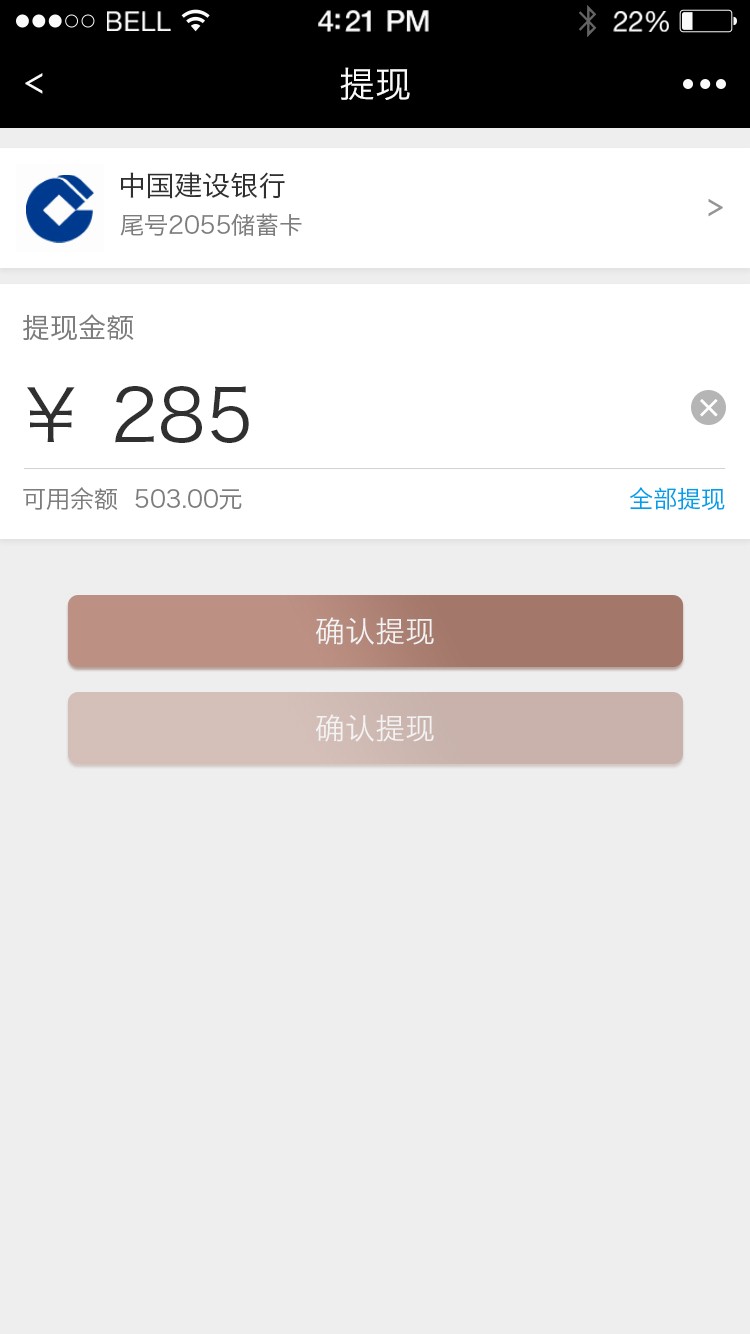 BELL 4:21 PM 22%
< 提现 •••
中国建设银行
尾号2055储蓄卡
>
提现金额
¥ 285
可用余额 503.00元 全部提现
确认提现
确认提现